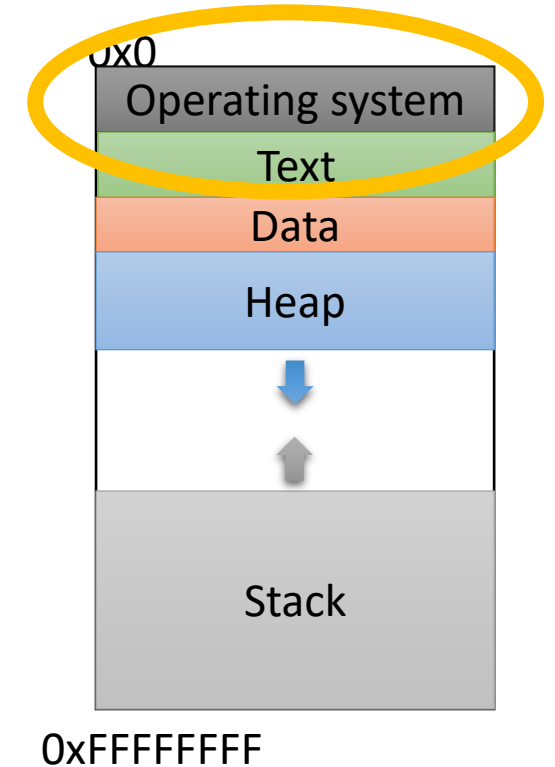 0x0
Operating system
Text
Data
Heap
Stack
0xFFFFFFFF